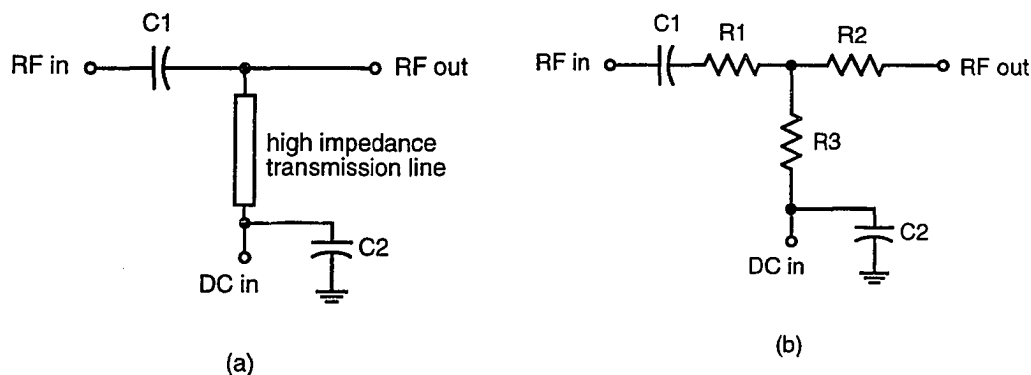 C1
RF in
RF out
high impedance
transmission line
C2
DC in
(a)
C1
R1
R2
RF in
RF out
R3
C2
DC in
(b)